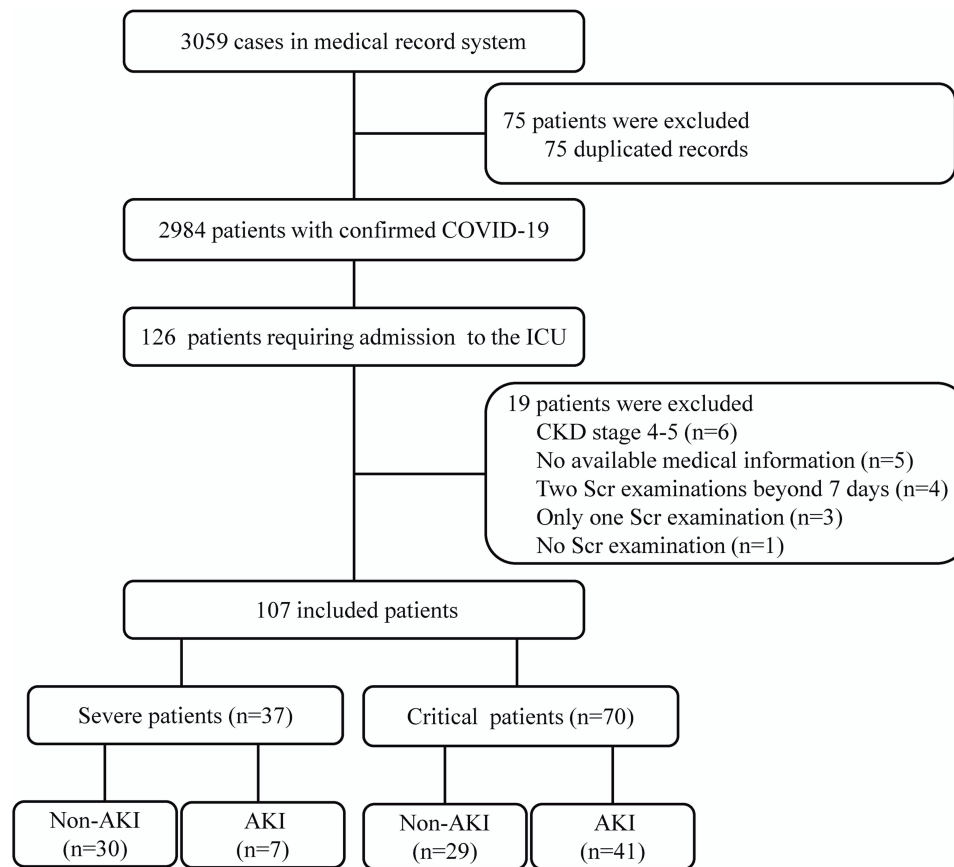 3059 cases in medical record system
75 patients were excluded
75 duplicated records
2984 patients with confirmed COVID-19
126 patients requiring admission to the ICU
19 patients were excluded
CKD stage 4-5 (n=6)
No available medical information (n=5)
Two Scr examinations beyond 7 days (n=4)
Only one Scr examination (n=3)
No Scr examination (n=1)
107 included patients
Severe patients (n=37)
Critical patients (n=70)
Non-AKI
(n=30)
AKI
(n=7)
Non-AKI
(n=29)
AKI
(n=41)